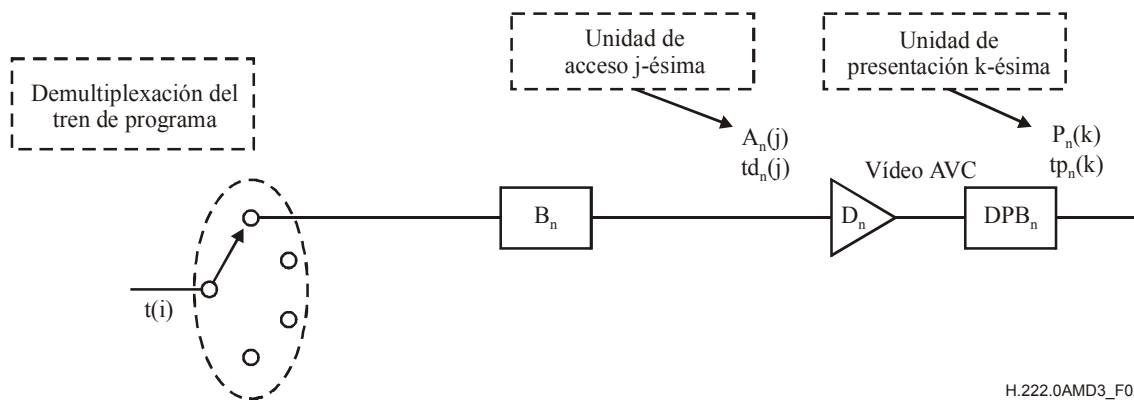 Demultiplexación del
tren de programa
Unidad de
acceso j-ésima
Unidad de
presentación k-ésima
Aₙ(j)
tdₙ(j)
Pₙ(k)
tpₙ(k)
Vídeo AVC
Bₙ
Dₙ
DPBₙ
t(i)
H.222.0AMD3_F0